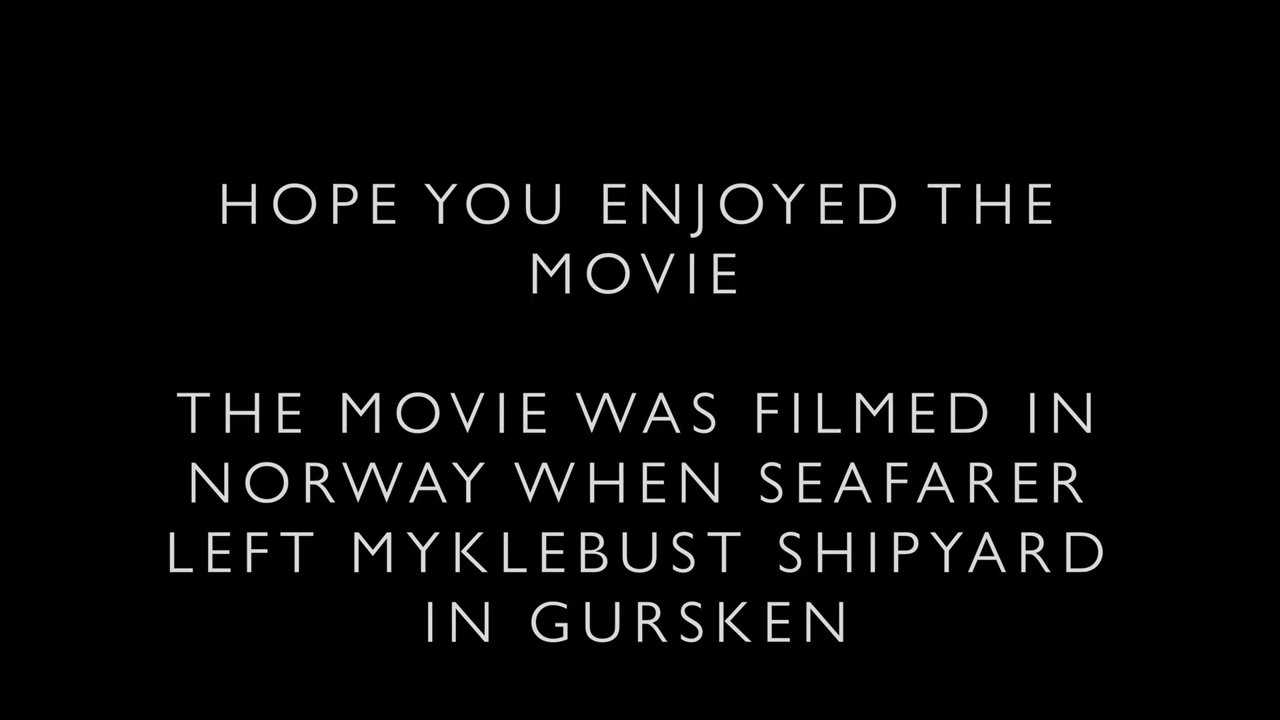 HOPE YOU ENJOYED THE
MOVIE
THE MOVIE WAS FILMED IN
NORWAY WHEN SEAFARER
LEFT MYKLEBUST SHIPYARD
IN GURSKEN